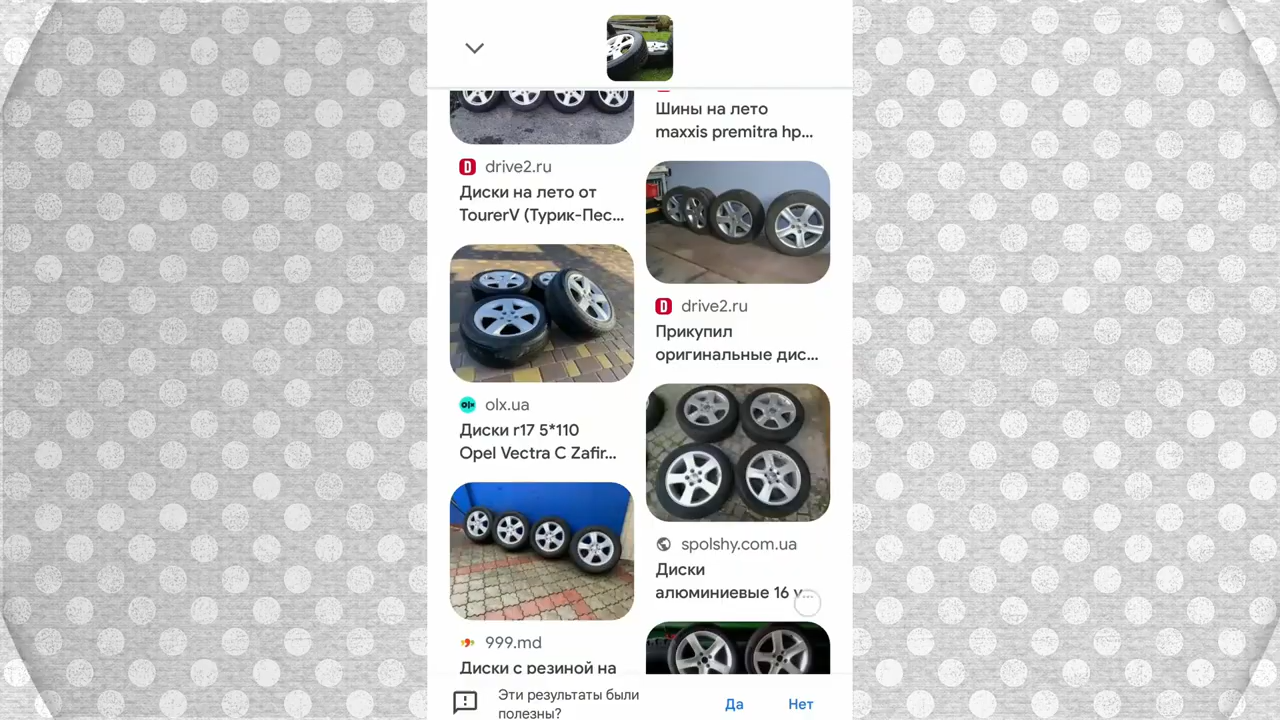 drive2.ru
Диски на лето от
TourerV (Турик-Пес...
olx.ua
Диски r17 5*110
Opel Vectra C Zafir...
999.md
Диски с резиной на
Шины на лето
maxxis premitra hp...
drive2.ru
Прикупил
оригинальные дис...
spolshy.com.ua
Диски
алюминиевые 16 у...
Эти результаты были
полезны?
Да
Нет